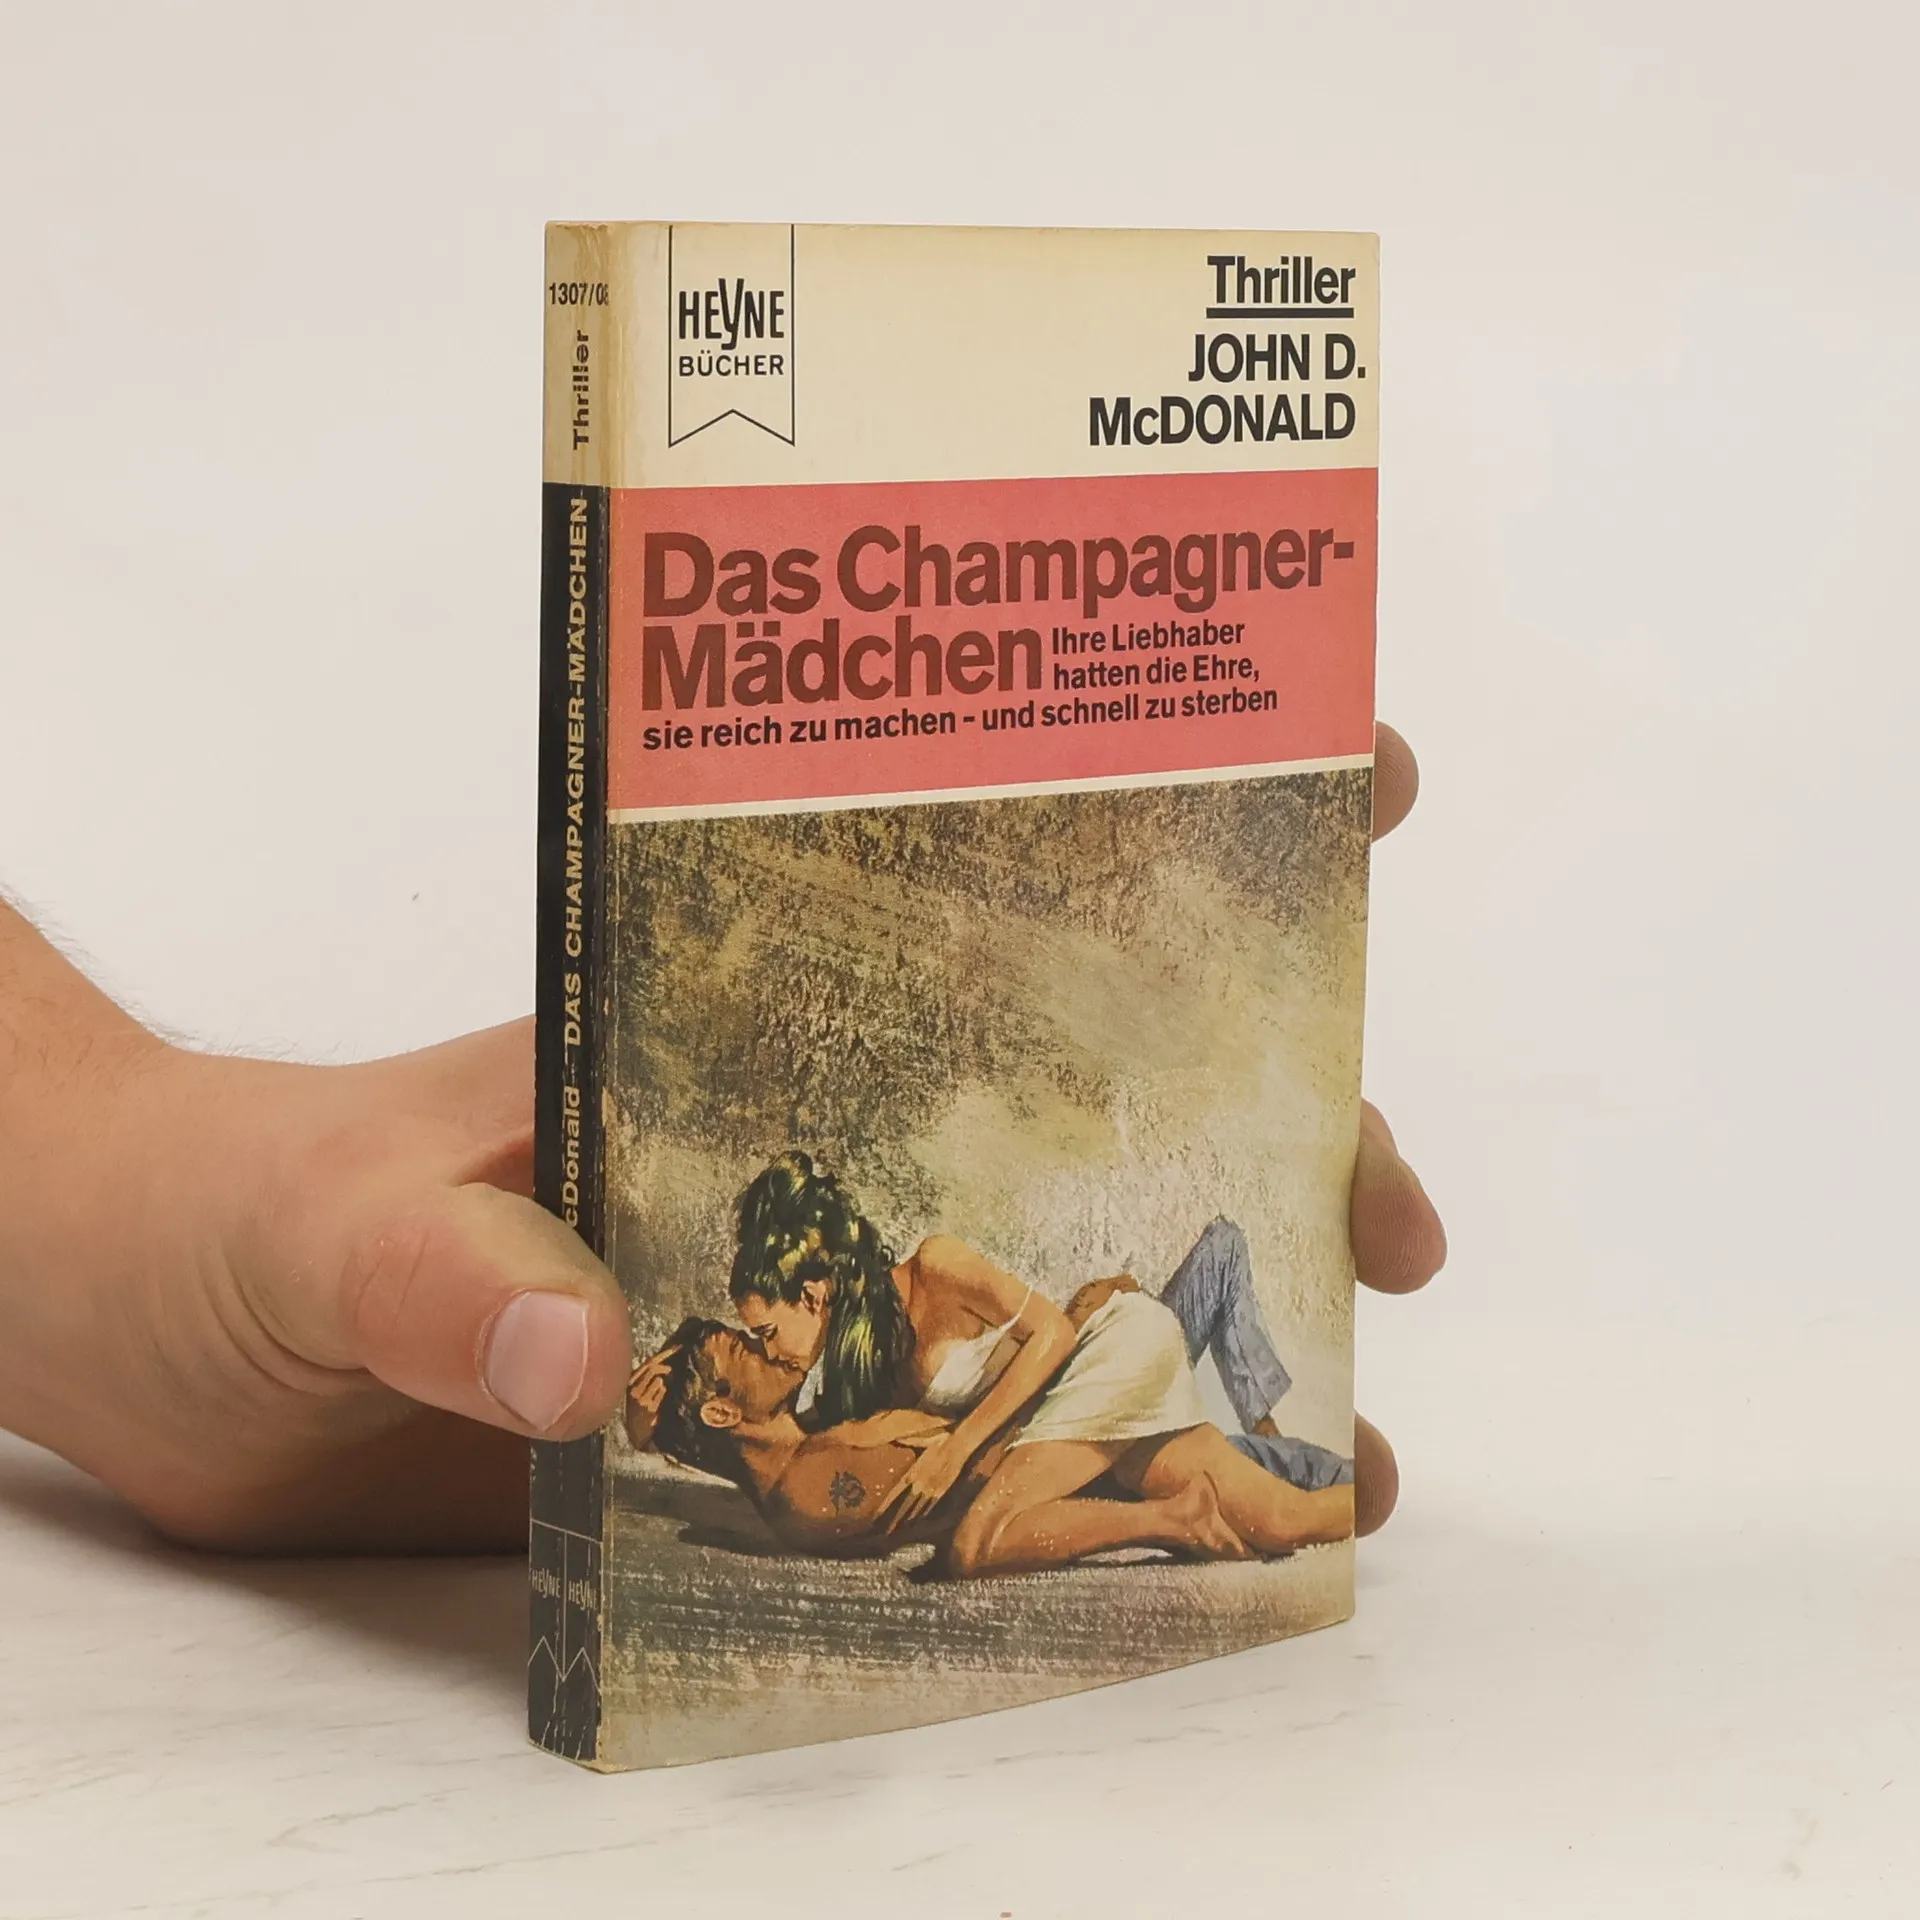 1307/08
Thriller
cDonald - DAS CHAMPAGNER-MÄDCHEN
HEYNE
HEYN
HEYNE
BÜCHER
Thriller
JOHN D.
McDONALD
Das Champagner-
Mädchen Ihre Liebhaber
hatten die Ehre,
sie reich zu machen – und schnell zu sterben